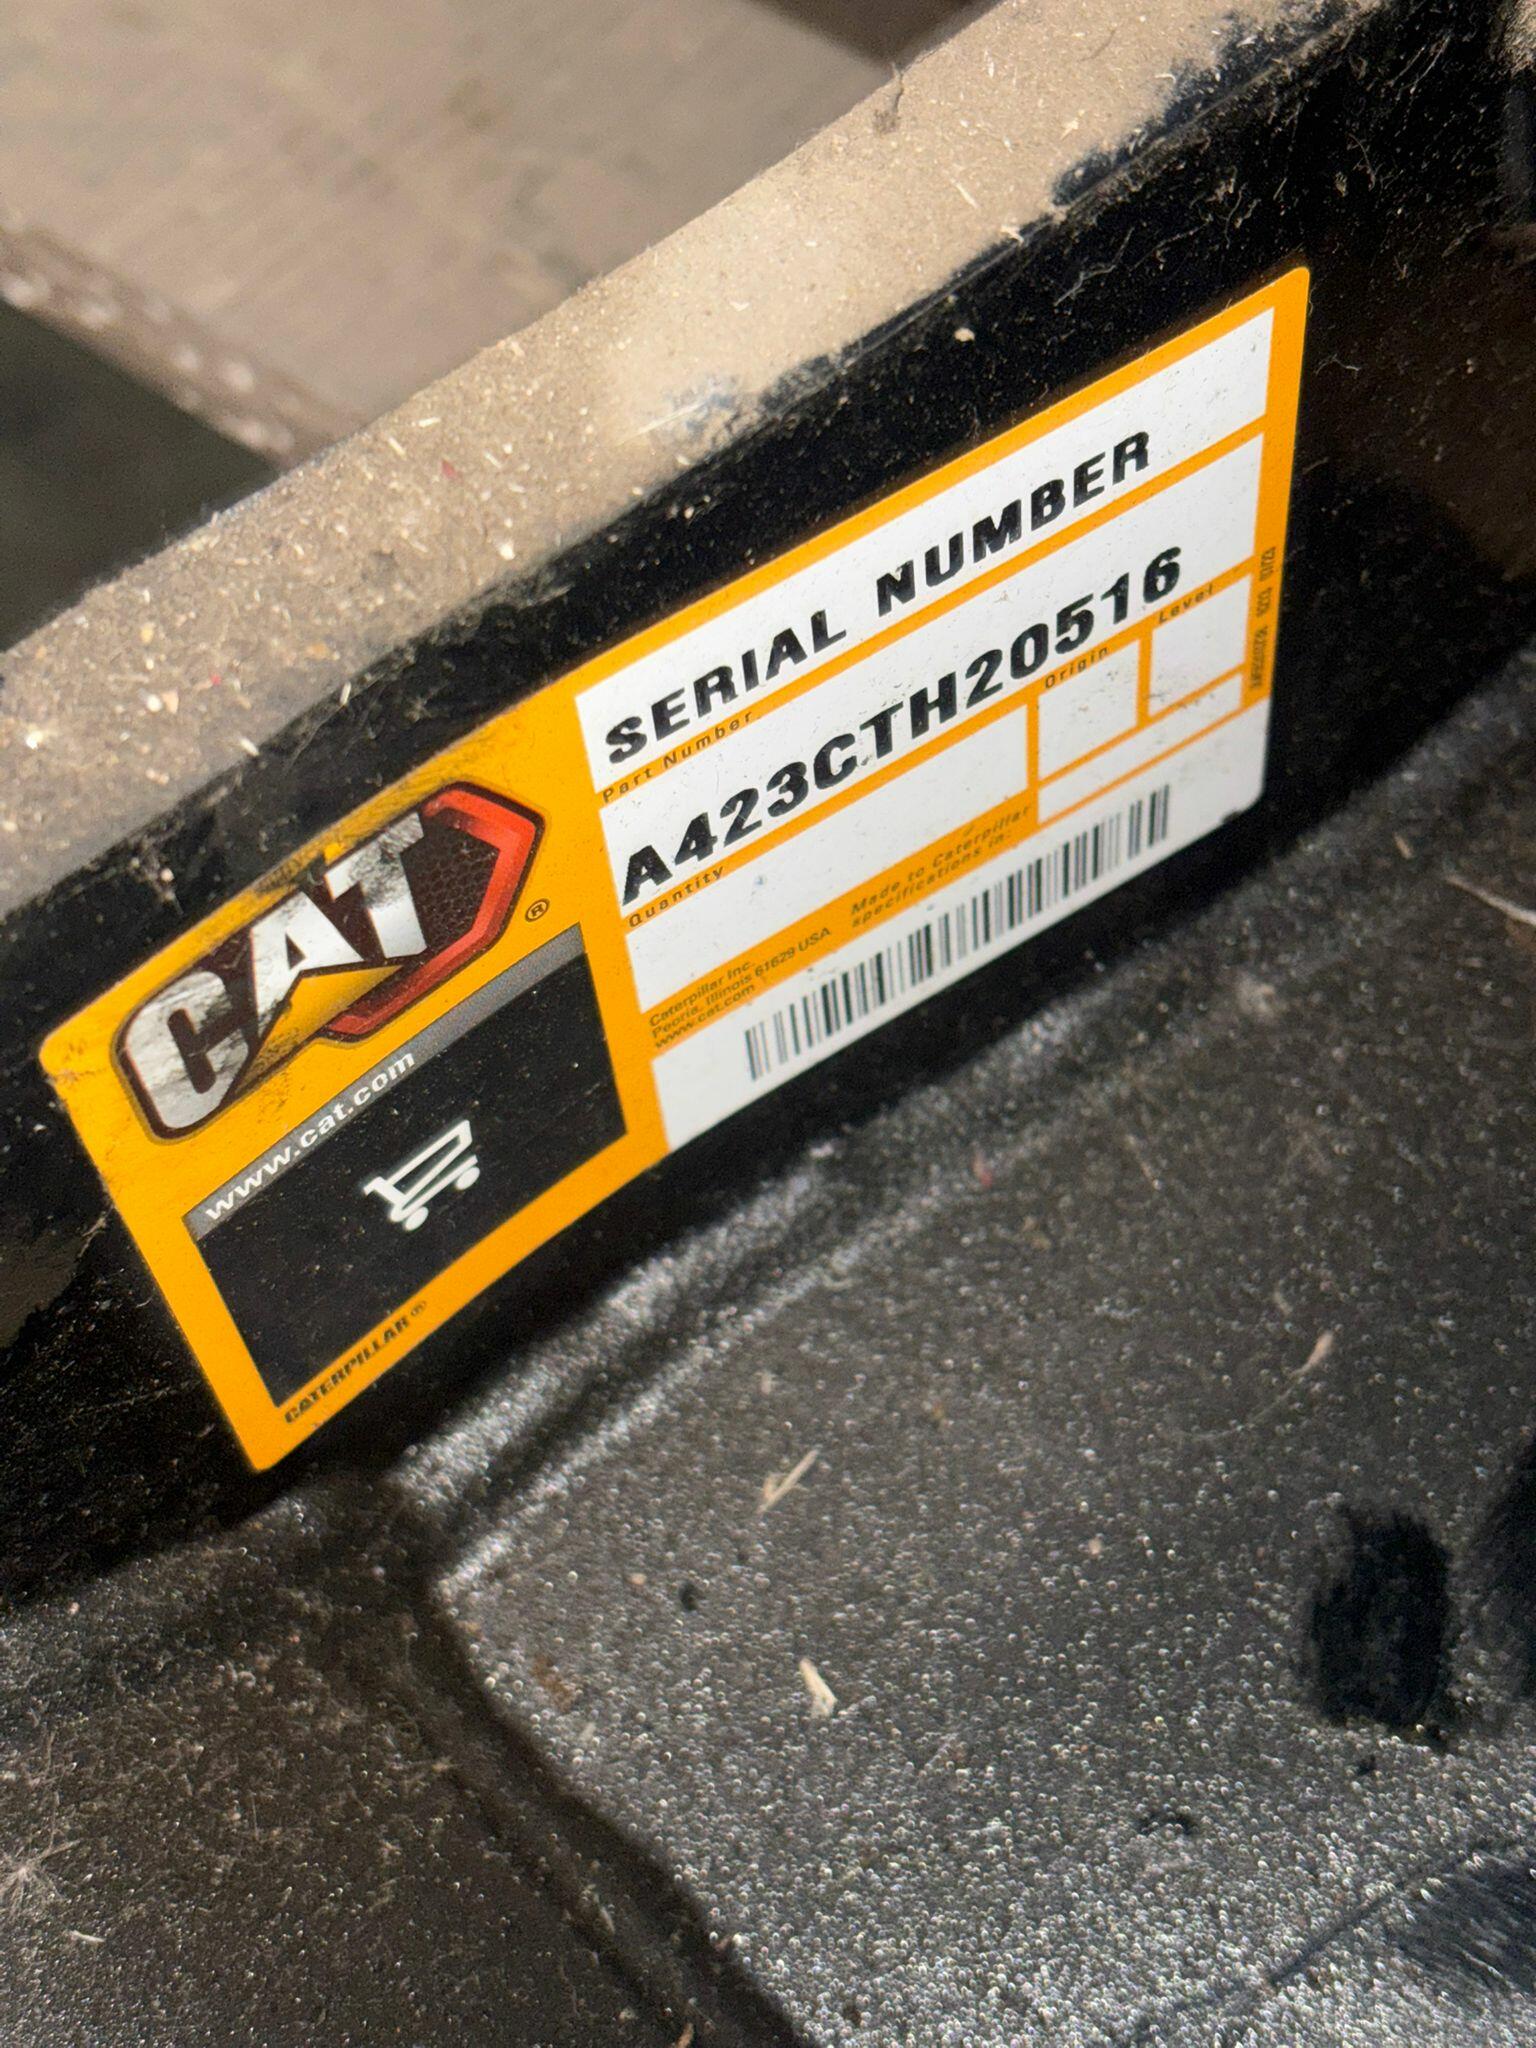 CAT
®
www.cat.com
CATERPILLAR®
SERIAL NUMBER
Part Number
A423CTH20516
Quantity
Origin
Level
Caterpillar Inc.
Peoria, Illinois 61629 USA
www.cat.com
Made to Caterpillar
specifications in: